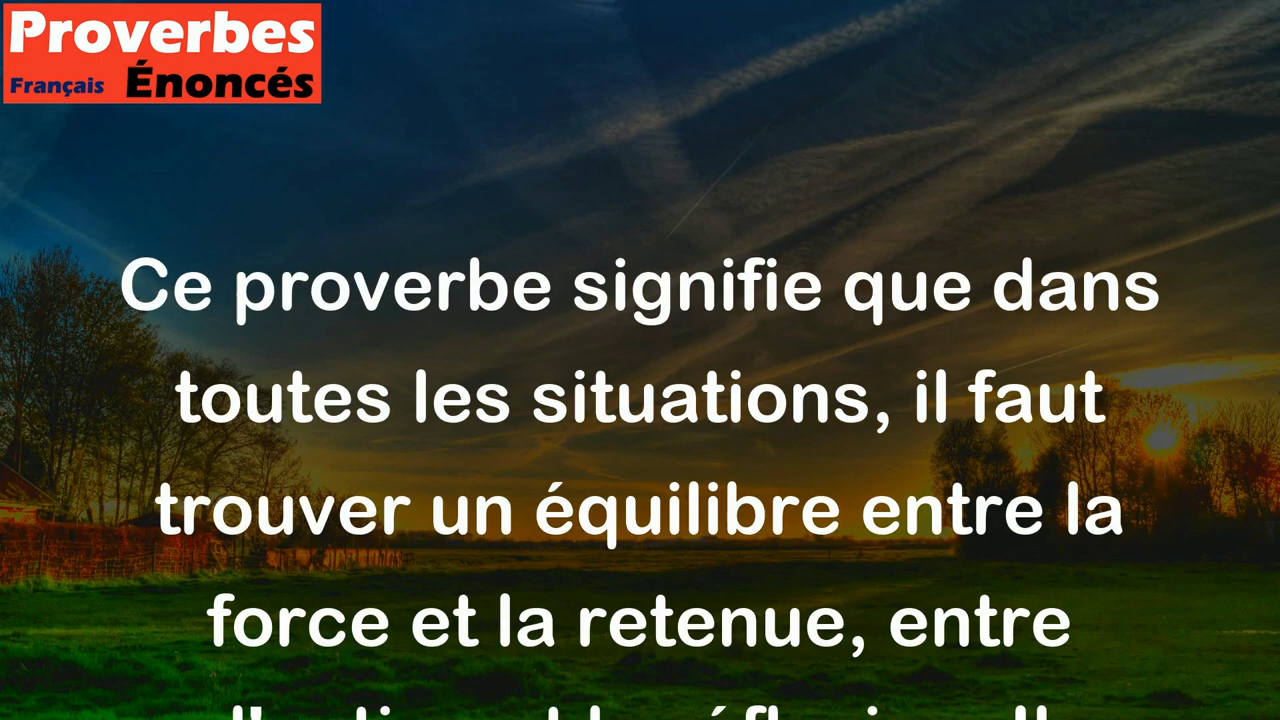 Proverbes
Français Énoncés
Ce proverbe signifie que dans
toutes les situations, il faut
trouver un équilibre entre la
force et la retenue, entre